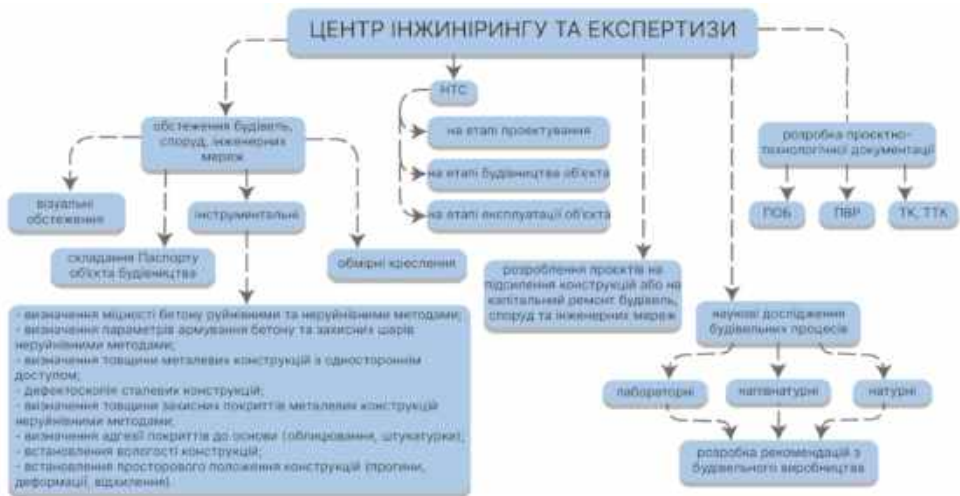 ЦЕНТР ІНЖИНІРИНГУ ТА ЕКСПЕРТИЗИ
обстеження будівель,
споруд, інженерних
мереж
візуальні
обстеження
інструментальні
складання Паспорту
об'єкта будівництва
обмірні креслення
- визначення міцності бетону руйнівними та неруйнівними методами;
- визначення параметрів армування бетону та захисних шарів
неруйнівними методами;
- визначення товщини металевих конструкцій з одностороннім
доступом;
- дефектоскопія сталевих конструкцій;
- визначення товщини захисних покриттів металевих конструкцій
неруйнівними методами;
- визначення адгезії покриттів до основи (облицювання, штукатурка);
- встановлення вологості конструкцій;
- встановлення просторового положення конструкцій (прогини,
деформації, відхилення)
НТС
на етапі проектування
на етапі будівництва об'єкта
на етапі експлуатації об'єкта
розроблення проєктів на
підсилення конструкцій або на
капітальний ремонт будівель,
споруд та інженерних мереж
розробка проєктно-
технологічної документації
ПОБ
ПВР
ТК, ТТК
наукові дослідження
будівельних процесів
лабораторні
напівнатурні
натурні
розробка рекомендацій з
будівельного виробництва